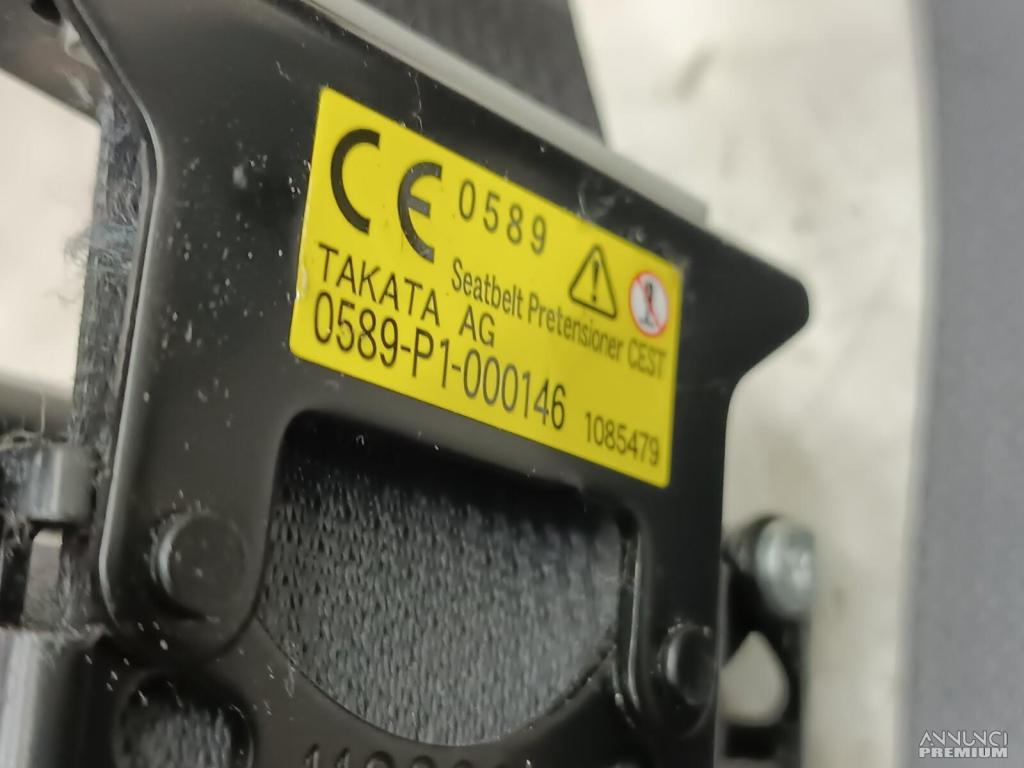 CE 0589
Seatbelt Pretensioner CEST
TAKATA AG
0589-P1-000146
1085479
ANNUNCI
PREMIUM